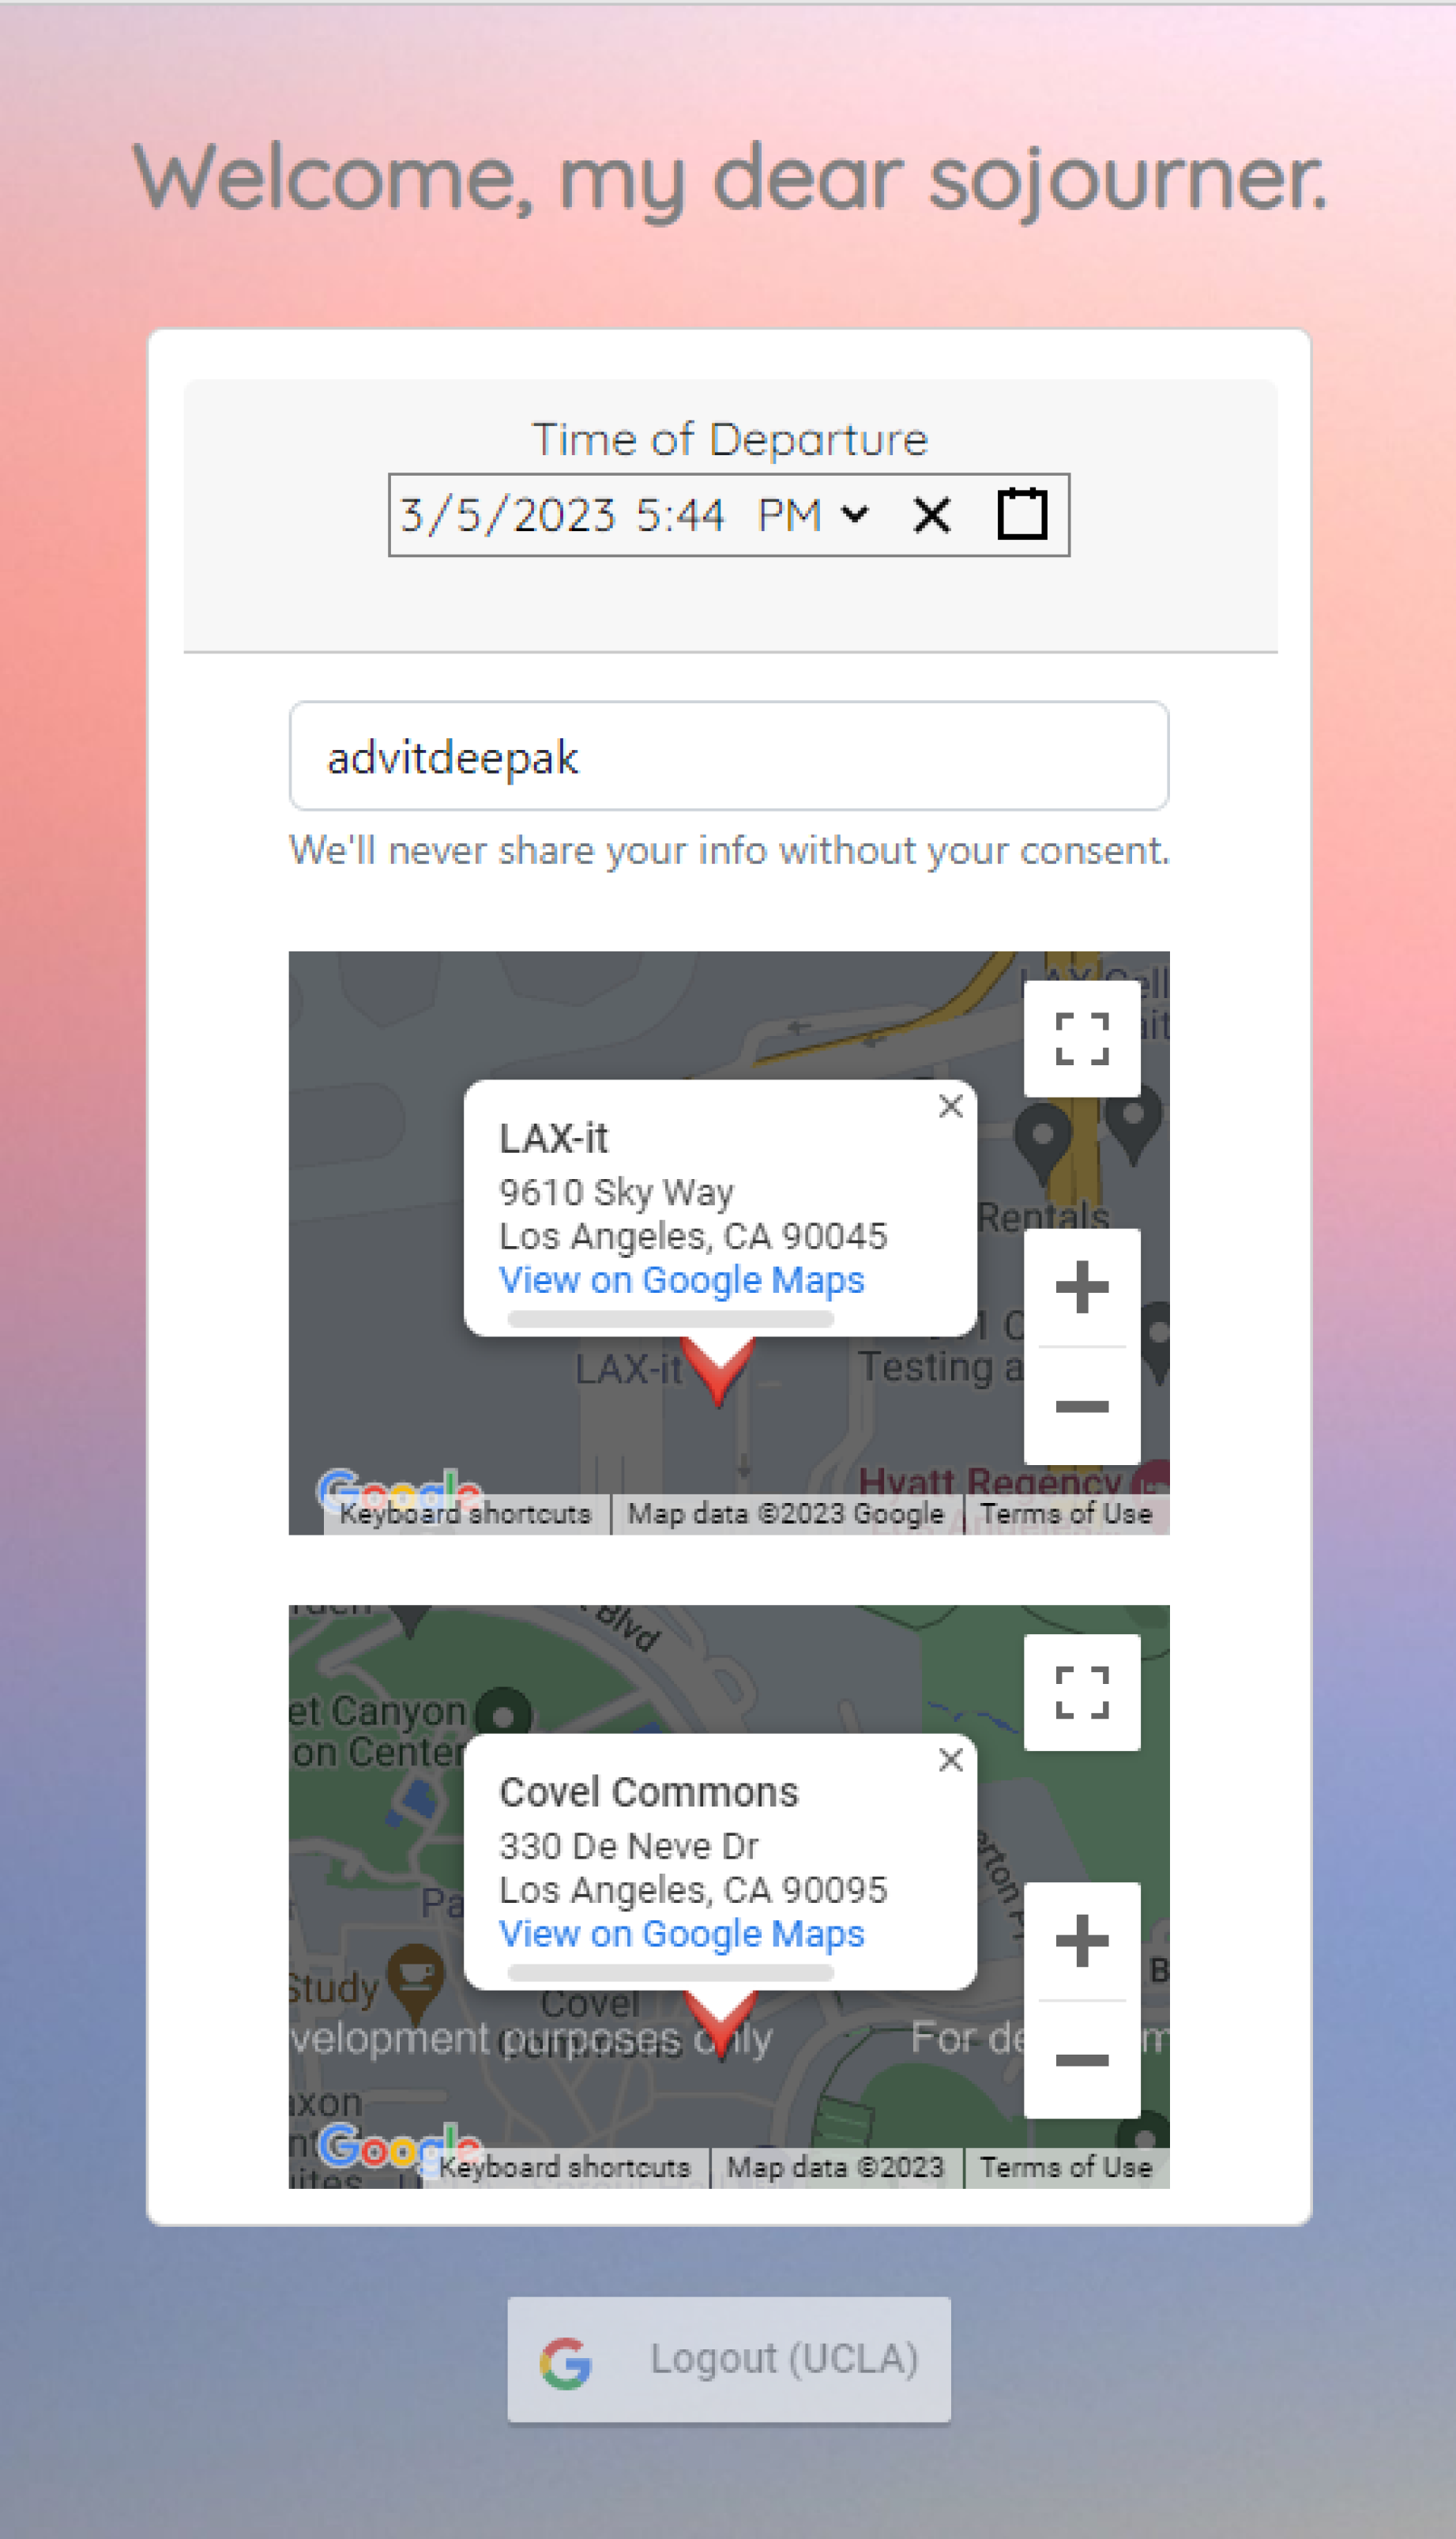 Welcome, my dear sojourner.
Time of Departure
3/5/2023 5:44 PM
advitdeepak
We'll never share your info without your consent.
LAX
LAX-it
9610 Sky Way
Los Angeles, CA 90045
View on Google Maps
Rentals
LAX-it
Testing
Hyatt Regency
Google
Keyboard shortcuts
Map data ©2023 Google
Terms of Use
Blvd
Canyon
Center
Covel Commons
330 De Neve Dr
Los Angeles, CA 90095
View on Google Maps
Study
Covel
Commons
purposes only
For
Google
Keyboard shortcuts
Map data ©2023
Terms of Use
Logout (UCLA)